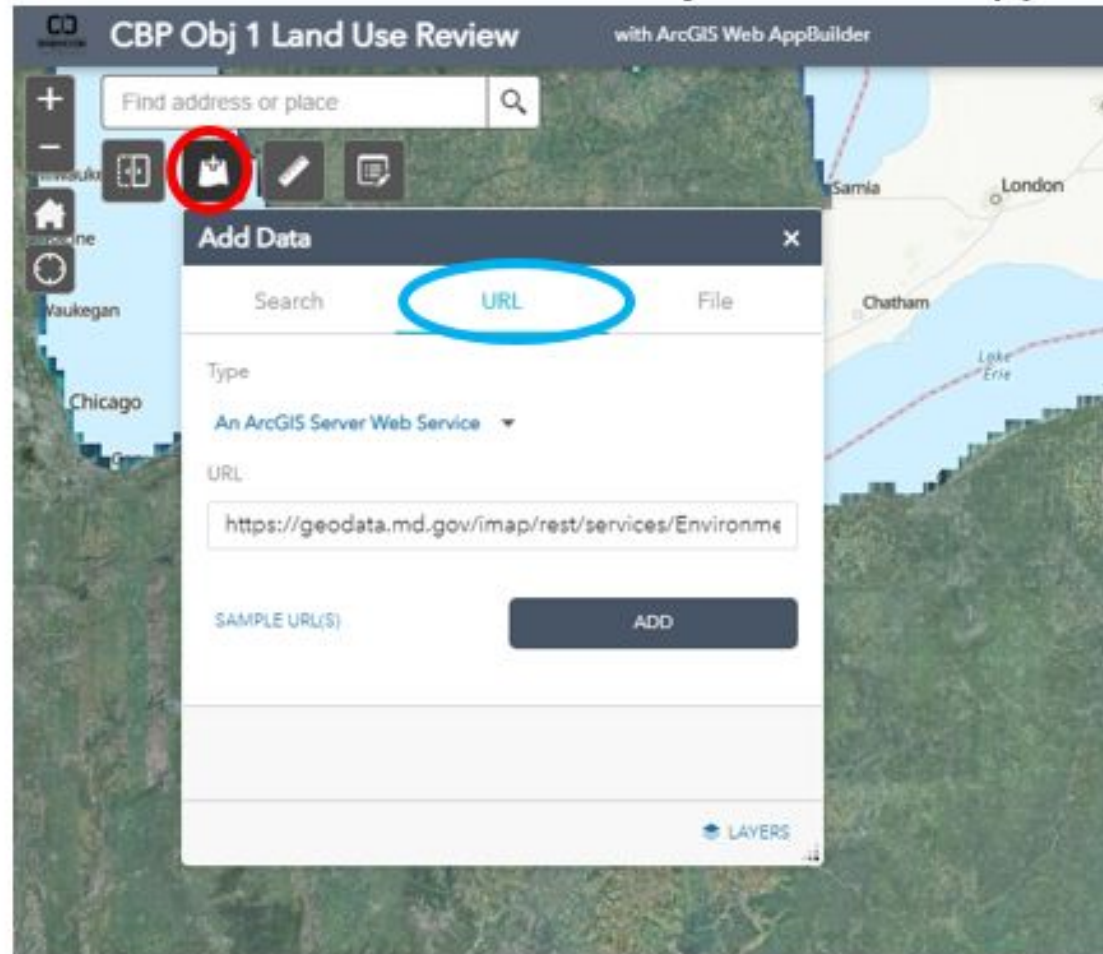 CBP Obj 1 Land Use Review with ArcGIS Web AppBuilder
Find address or place
Sarnia
London
Add Data
Search URL File
Waukegan
Chatham
Type
Lake
Erie
Chicago
An ArcGIS Server Web Service
URL
https://geodata.md.gov/imap/rest/services/Environme
SAMPLE URL(S) ADD
LAYERS